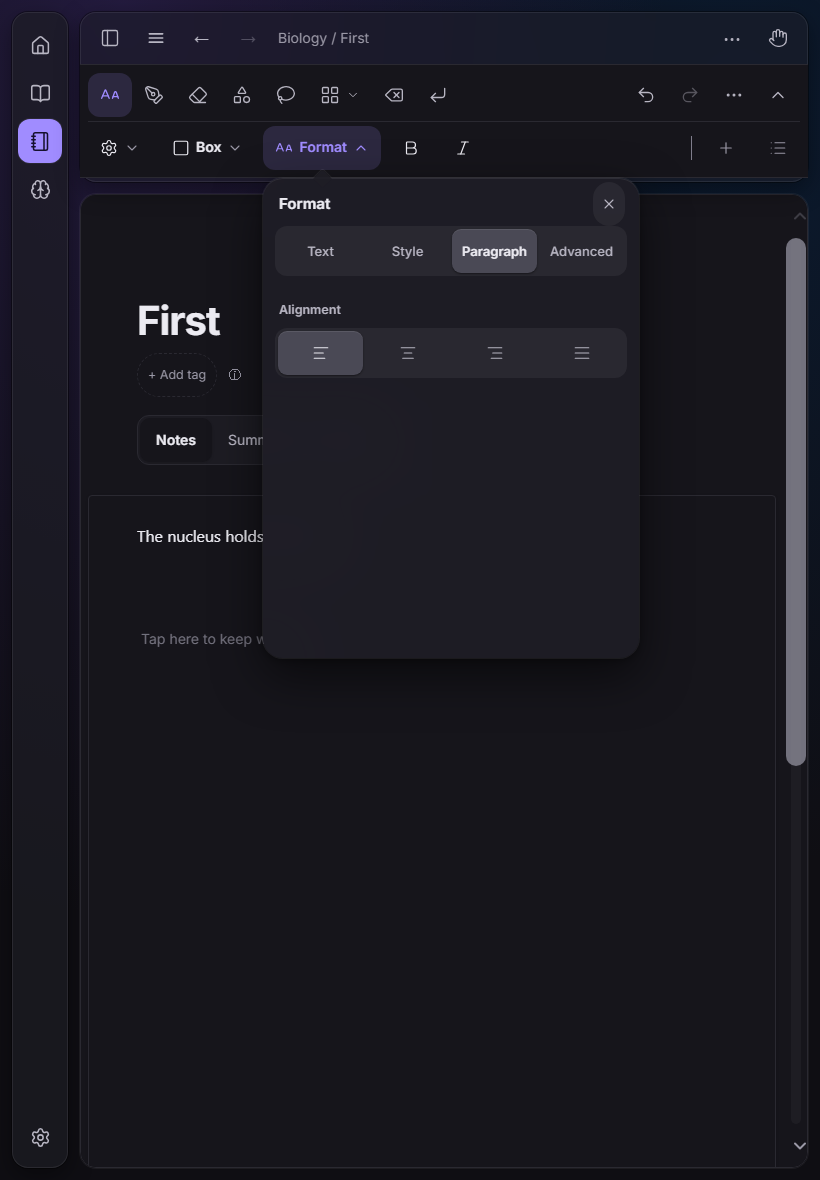 Biology / First
AA
Box
AA Format
B
I
Format
Text
Style
Paragraph
Advanced
Alignment
First
+ Add tag
Notes
Summ
The nucleus holds
Tap here to keep w